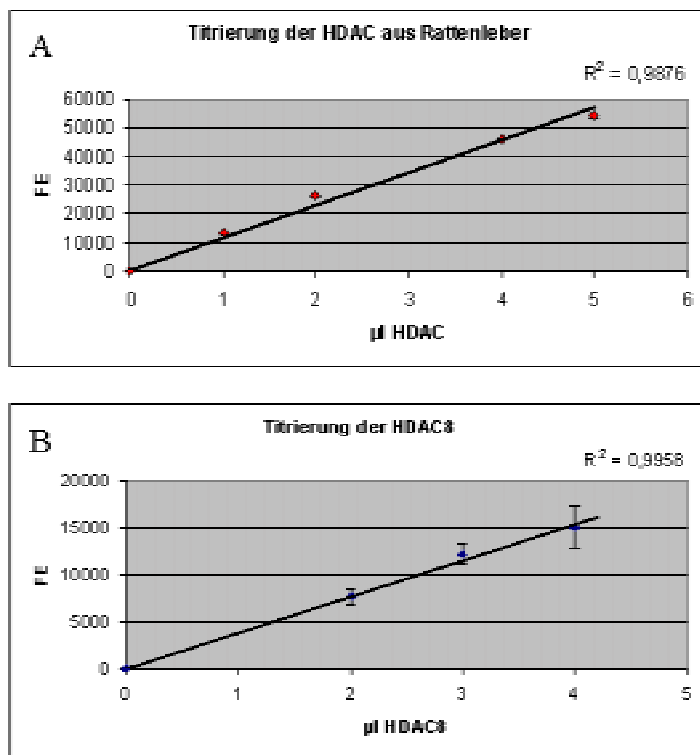 A
Titrierung der HDAC aus Rattenleber
R² = 0,9876
60000
50000
40000
30000
20000
10000
0
FE
0 1 2 3 4 5 6
µl HDAC
B
Titrierung der HDAC8
R² = 0,9958
20000
15000
10000
5000
0
FE
0 1 2 3 4 5
µl HDAC8